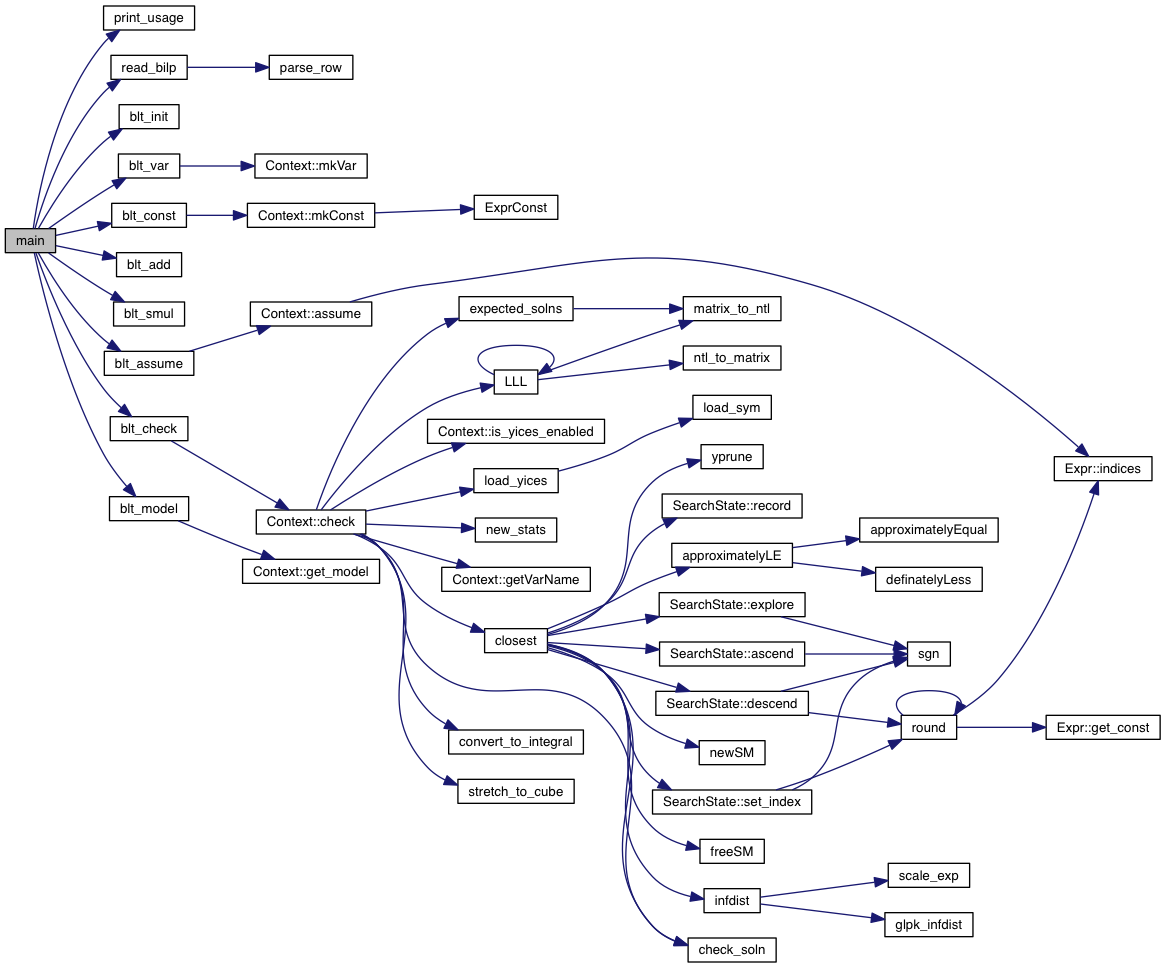 print_usage
read_bilp
parse_row
blt_init
blt_var
Context::mkVar
blt_const
Context::mkConst
ExprConst
main
blt_add
blt_smul
Context::assume
expected_solns
matrix_to_ntl
blt_assume
LLL
ntl_to_matrix
load_sym
blt_check
Context::is_yices_enabled
yprune
Expr::indices
load_yices
blt_model
SearchState::record
Context::check
new_stats
approximatelyEqual
approximatelyLE
Context::get_model
Context::getVarName
definatelyLess
SearchState::explore
closest
SearchState::ascend
sgn
SearchState::descend
round
Expr::get_const
convert_to_integral
newSM
stretch_to_cube
SearchState::set_index
freeSM
scale_exp
infdist
glpk_infdist
check_soln